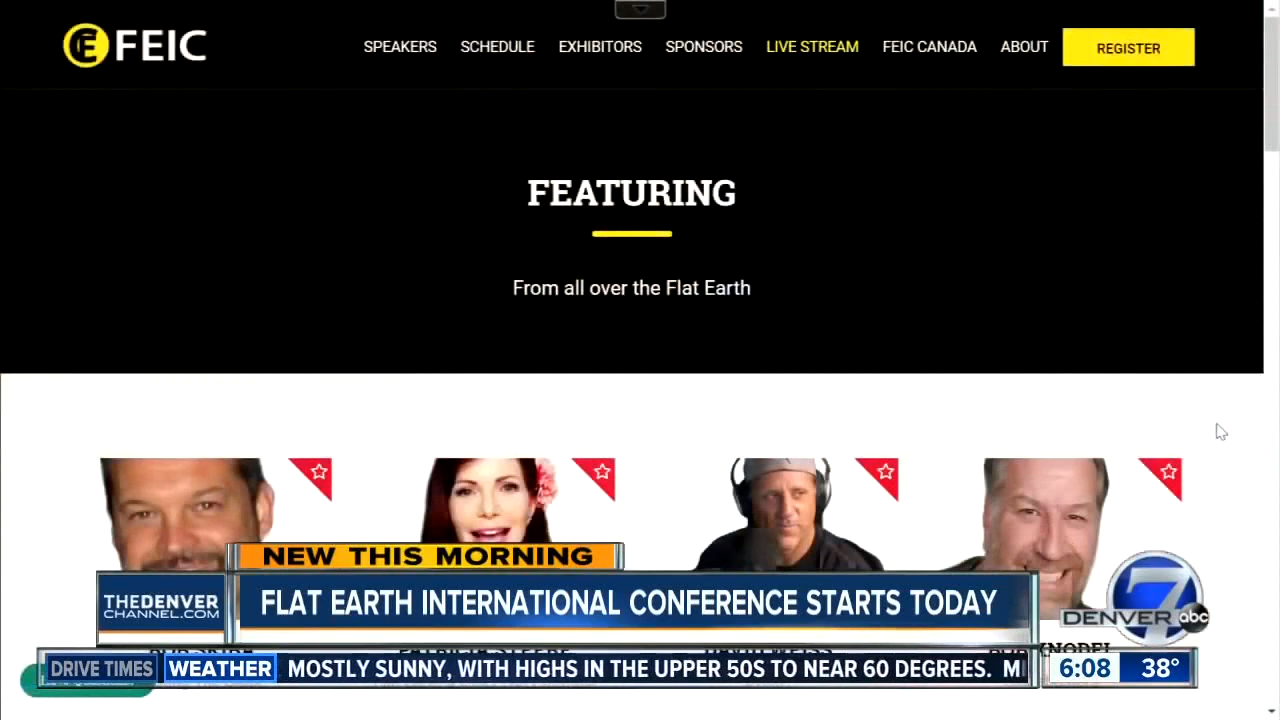 FEIC
SPEAKERS SCHEDULE EXHIBITORS SPONSORS LIVE STREAM FEIC CANADA ABOUT REGISTER
FEATURING
From all over the Flat Earth
NEW THIS MORNING
THEDENVER
CHANNEL.COM
FLAT EARTH INTERNATIONAL CONFERENCE STARTS TODAY
7
DENVER abc
DRIVE TIMES WEATHER MOSTLY SUNNY, WITH HIGHS IN THE UPPER 50S TO NEAR 60 DEGREES. MI
6:08 38°